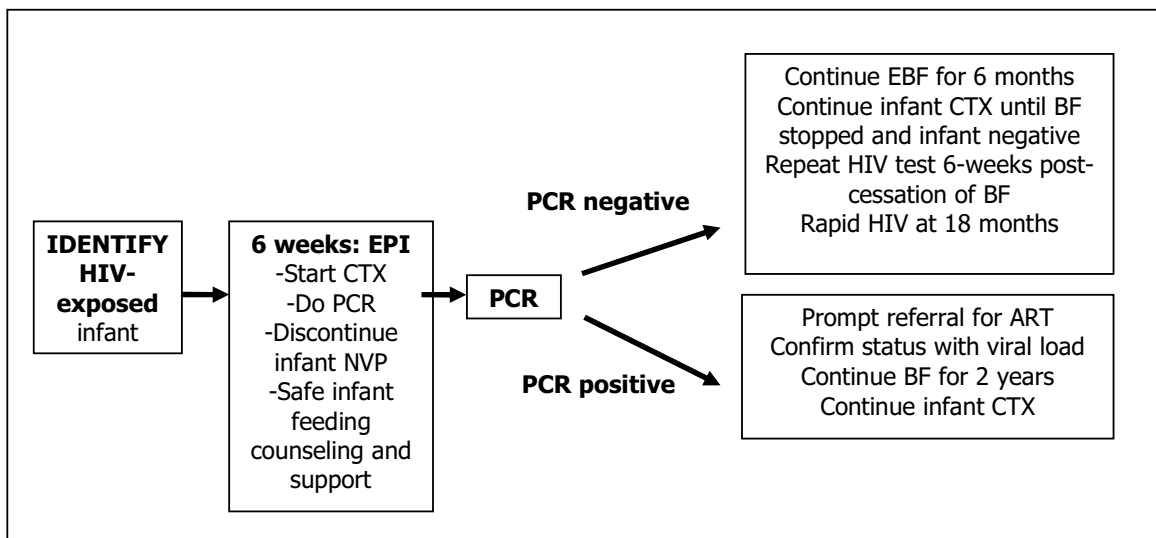 IDENTIFY
HIV-
exposed
infant
6 weeks: EPI
-Start CTX
-Do PCR
-Discontinue
infant NVP
-Safe infant
feeding
counseling and
support
PCR
PCR negative
Continue EBF for 6 months
Continue infant CTX until BF
stopped and infant negative
Repeat HIV test 6-weeks post-
cessation of BF
Rapid HIV at 18 months
PCR positive
Prompt referral for ART
Confirm status with viral load
Continue BF for 2 years
Continue infant CTX